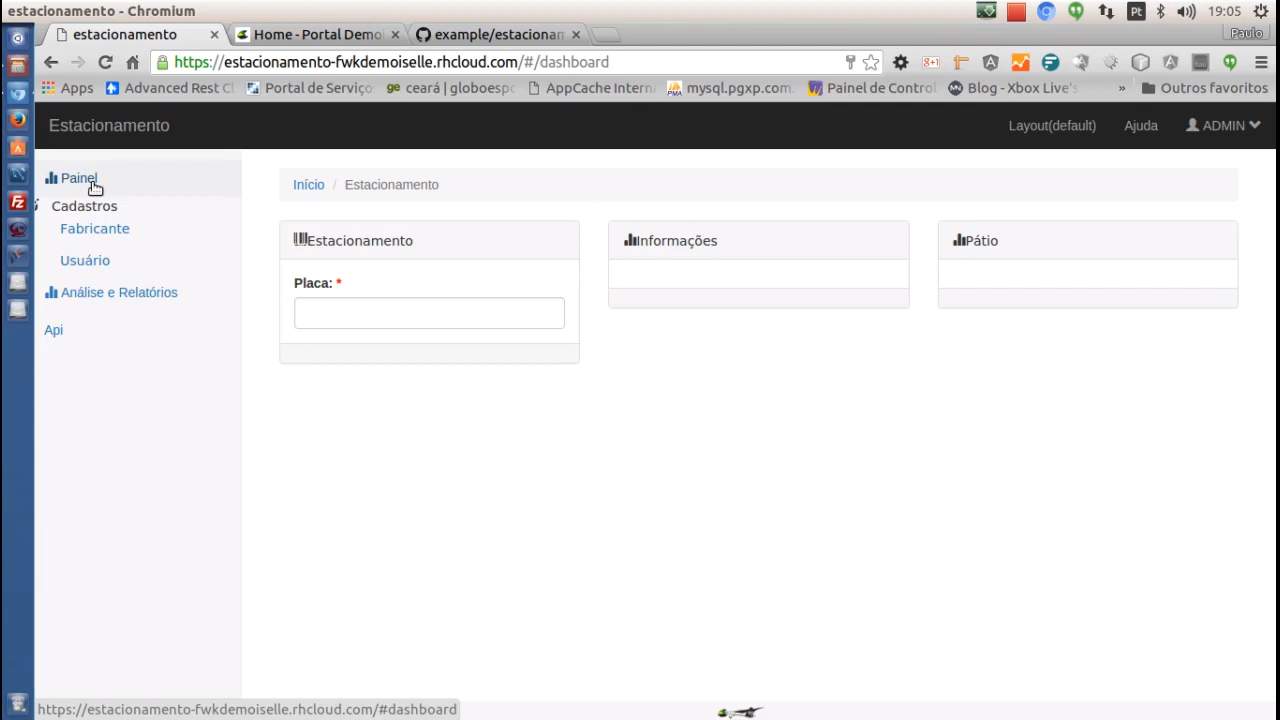 estacionamento - Chromium
Pt 19:05
estacionamento
Home - Portal Demo
example/estacionam
Paulo
https://estacionamento-fwkdemoiselle.rhcloud.com/#/dashboard
Apps Advanced Rest Cl Portal de Serviço ceará | globoespo AppCache Intern mysql.pgxp.com. Painel de Control Blog - Xbox Live's » Outros favoritos
Estacionamento Layout(default) Ajuda ADMIN
Painel
Cadastros
Fabricante
Usuário
Análise e Relatórios
Api
Início / Estacionamento
Estacionamento
Placa: *
Informações
Pátio
https://estacionamento-fwkdemoiselle.rhcloud.com/#dashboard